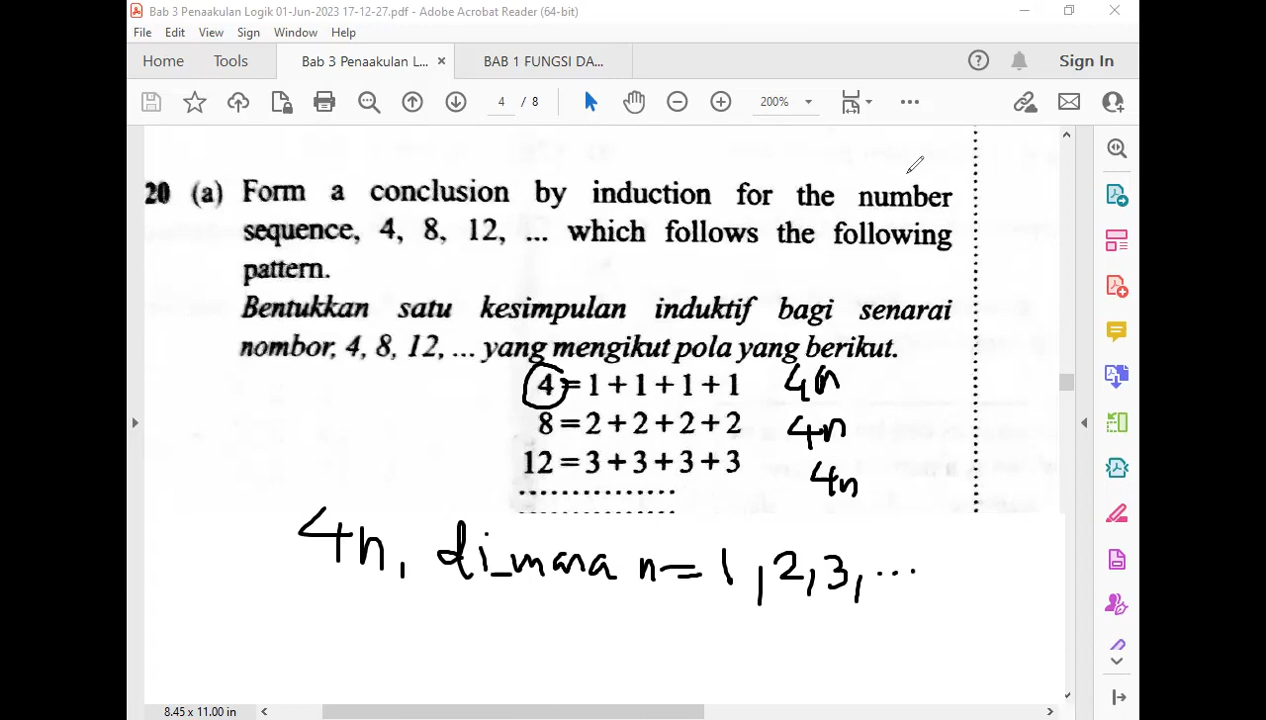 Bab 3 Penaakulan Logik 01-Jun-2023 17-12-27.pdf - Adobe Acrobat Reader (64-bit)
File Edit View Sign Window Help
Home Tools Bab 3 Penaakulan L... × BAB 1 FUNGSI DA... Sign In
4 / 8 200%
20 (a) Form a conclusion by induction for the number
sequence, 4, 8, 12, ... which follows the following
pattern.
Bentukkan satu kesimpulan induktif bagi senarai
nombor, 4, 8, 12, ... yang mengikut pola yang berikut.
4 = 1 + 1 + 1 + 1 4n
8 = 2 + 2 + 2 + 2 4n
12 = 3 + 3 + 3 + 3 4n
4n, di mana n = 1, 2, 3, ...
8.45 x 11.00 in